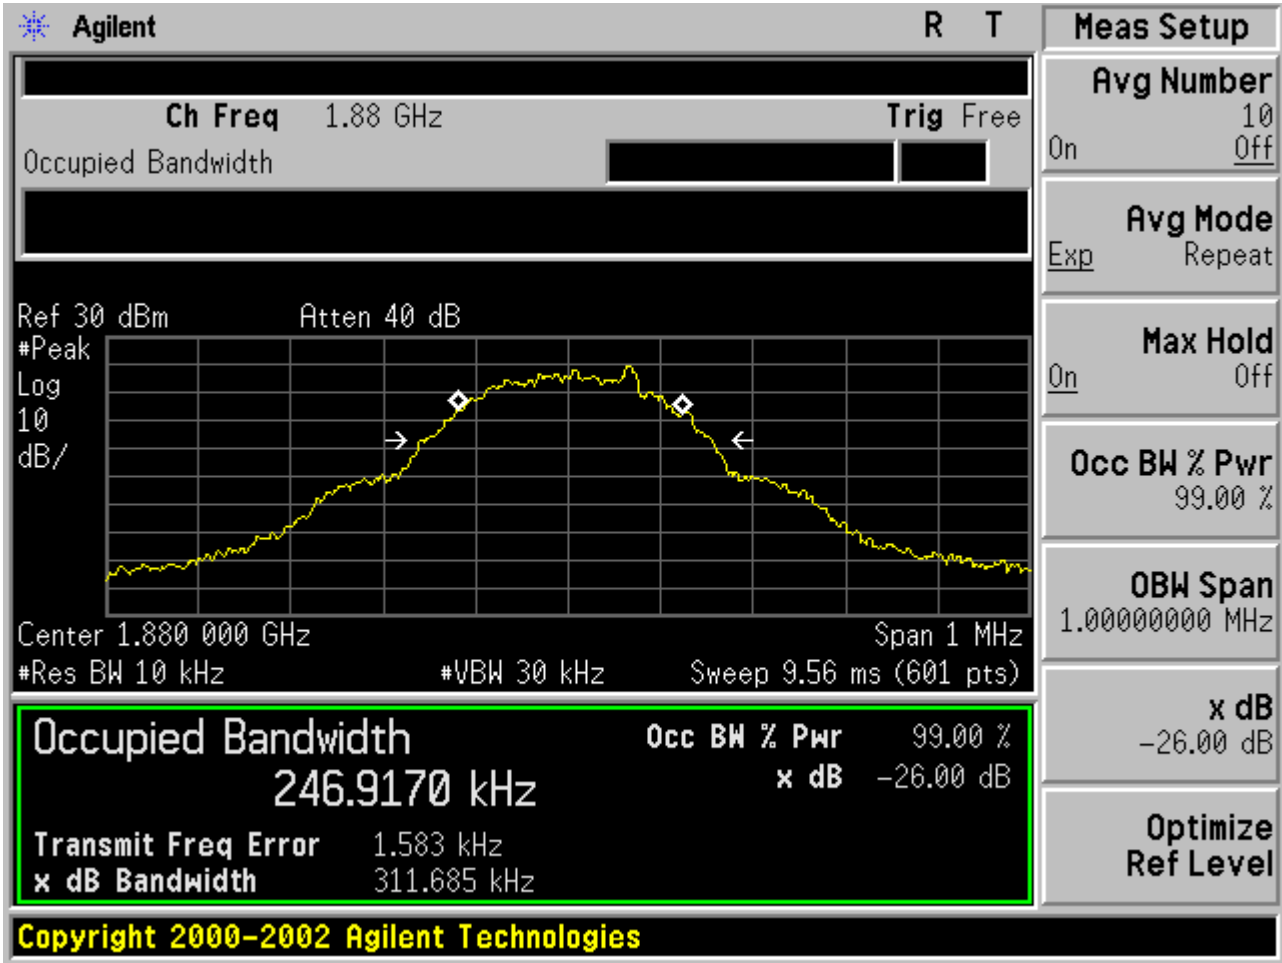 Agilent R T
Ch Freq 1.88 GHz Trig Free
Occupied Bandwidth
Ref 30 dBm Atten 40 dB
#Peak
Log
10
dB/
Center 1.880 000 GHz Span 1 MHz
#Res BW 10 kHz #VBW 30 kHz Sweep 9.56 ms (601 pts)
Occupied Bandwidth Occ BW % Pwr 99.00 %
246.9170 kHz x dB -26.00 dB
Transmit Freq Error 1.583 kHz
x dB Bandwidth 311.685 kHz
Copyright 2000-2002 Agilent Technologies
Meas Setup
Avg Number
10
On Off
Avg Mode
Exp Repeat
Max Hold
On Off
Occ BW % Pwr
99.00 %
OBW Span
1.00000000 MHz
x dB
-26.00 dB
Optimize
Ref Level